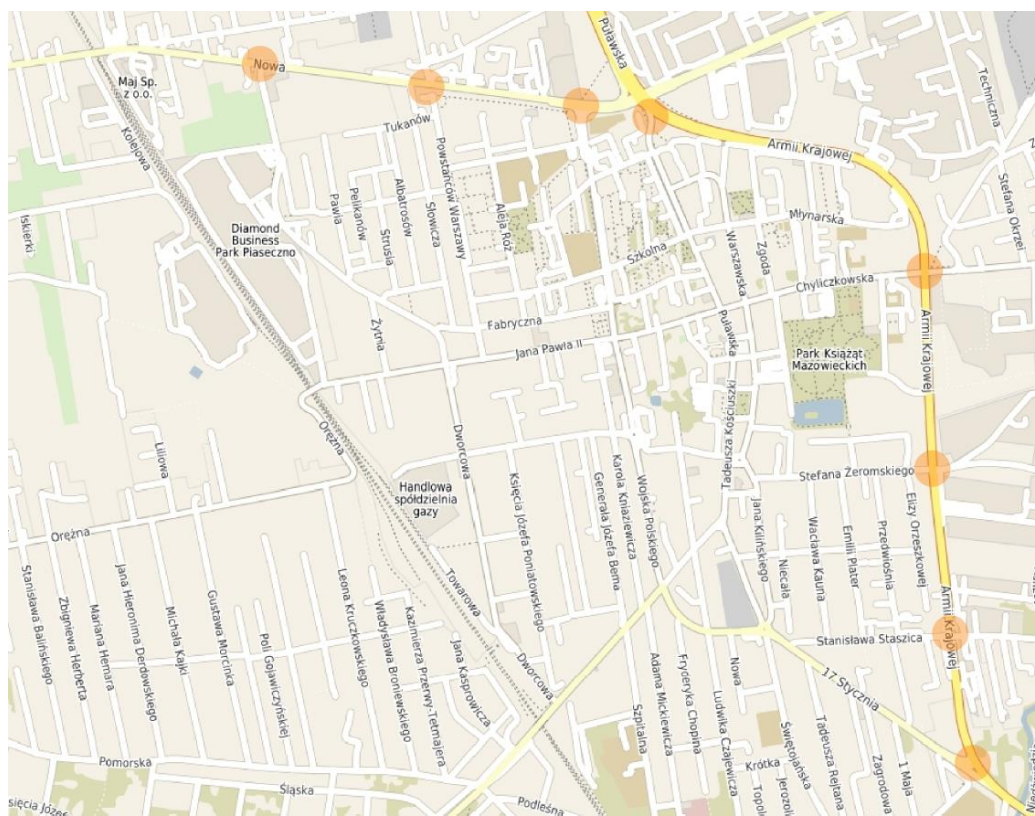 Puławska
Nowa
Maj Sp.
z o.o.
Techniczna
Kolejowa
Tukanów
Armii Krajowej
Powstańców Warszawy
Stefana Okrzei
Albatrosów
Słowicza
Pelikanów
Pawia
Strusia
Aleja Róż
Młynarska
Iskierki
Diamond
Business
Park Piaseczno
Szkolna
Warszawska
Zgoda
Chyliczkowska
Żytnia
Fabryczna
Jana Pawła II
Puławska
Armii Krajowej
Park Książąt
Mazowieckich
Tadeusza Kościuszki
Orężna
Liliowa
Dworcowa
Handlowa
spółdzielnia
gazy
Stefana Żeromskiego
Księcia Józefa Poniatowskiego
Generała Józefa Bema
Karola Kniaziewicza
Wojska Polskiego
Jana Kilińskiego
Niecała
Wacława Kauna
Emilii Plater
Przedwiośnia
Elizy Orzeszkowej
Orężna
Stanisława Balińskiego
Zbigniewa Herberta
Mariana Hemara
Jana Hieronima Derdowskiego
Michała Kajki
Gustawa Morcinka
Poli Gojawiczyńskiej
Leona Kruczkowskiego
Władysława Broniewskiego
Kazimierza Przerwy-Tetmajera
Jana Kasprowicza
Towarowa
Dworcowa
Armii Krajowej
Stanisława Staszica
17 Stycznia
Szpitalna
Adama Mickiewicza
Fryderyka Chopina
Nowa
Ludwika Czajewicza
Świętojańska
Tadeusza Rejtana
Zagrodowa
1 Maja
Krótka
Topol
Jerozol
Pomorska
Śląska
Podleśna
sięcia Józef